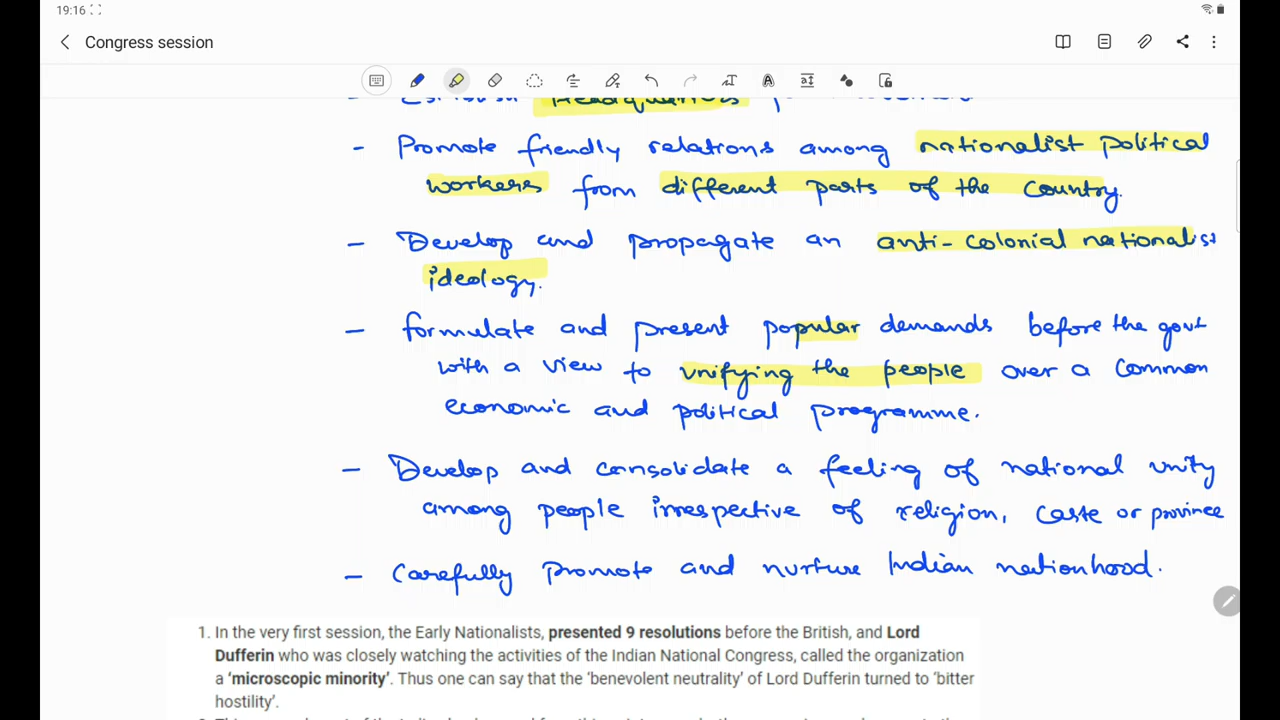 19:16
Congress session
Establish Headquarters
- Promote friendly relations among nationalist political
workers from different parts of the country.
- Develop and propagate an anti-colonial nationalist
ideology.
- formulate and present popular demands before the govt
with a view to unifying the people over a common
economic and political programme.
- Develop and consolidate a feeling of national unity
among people irrespective of religion, caste or province
- Carefully promote and nurture Indian nationhood.
1. In the very first session, the Early Nationalists, presented 9 resolutions before the British, and Lord
Dufferin who was closely watching the activities of the Indian National Congress, called the organization
a ‘microscopic minority’. Thus one can say that the ‘benevolent neutrality’ of Lord Dufferin turned to ‘bitter
hostility’.